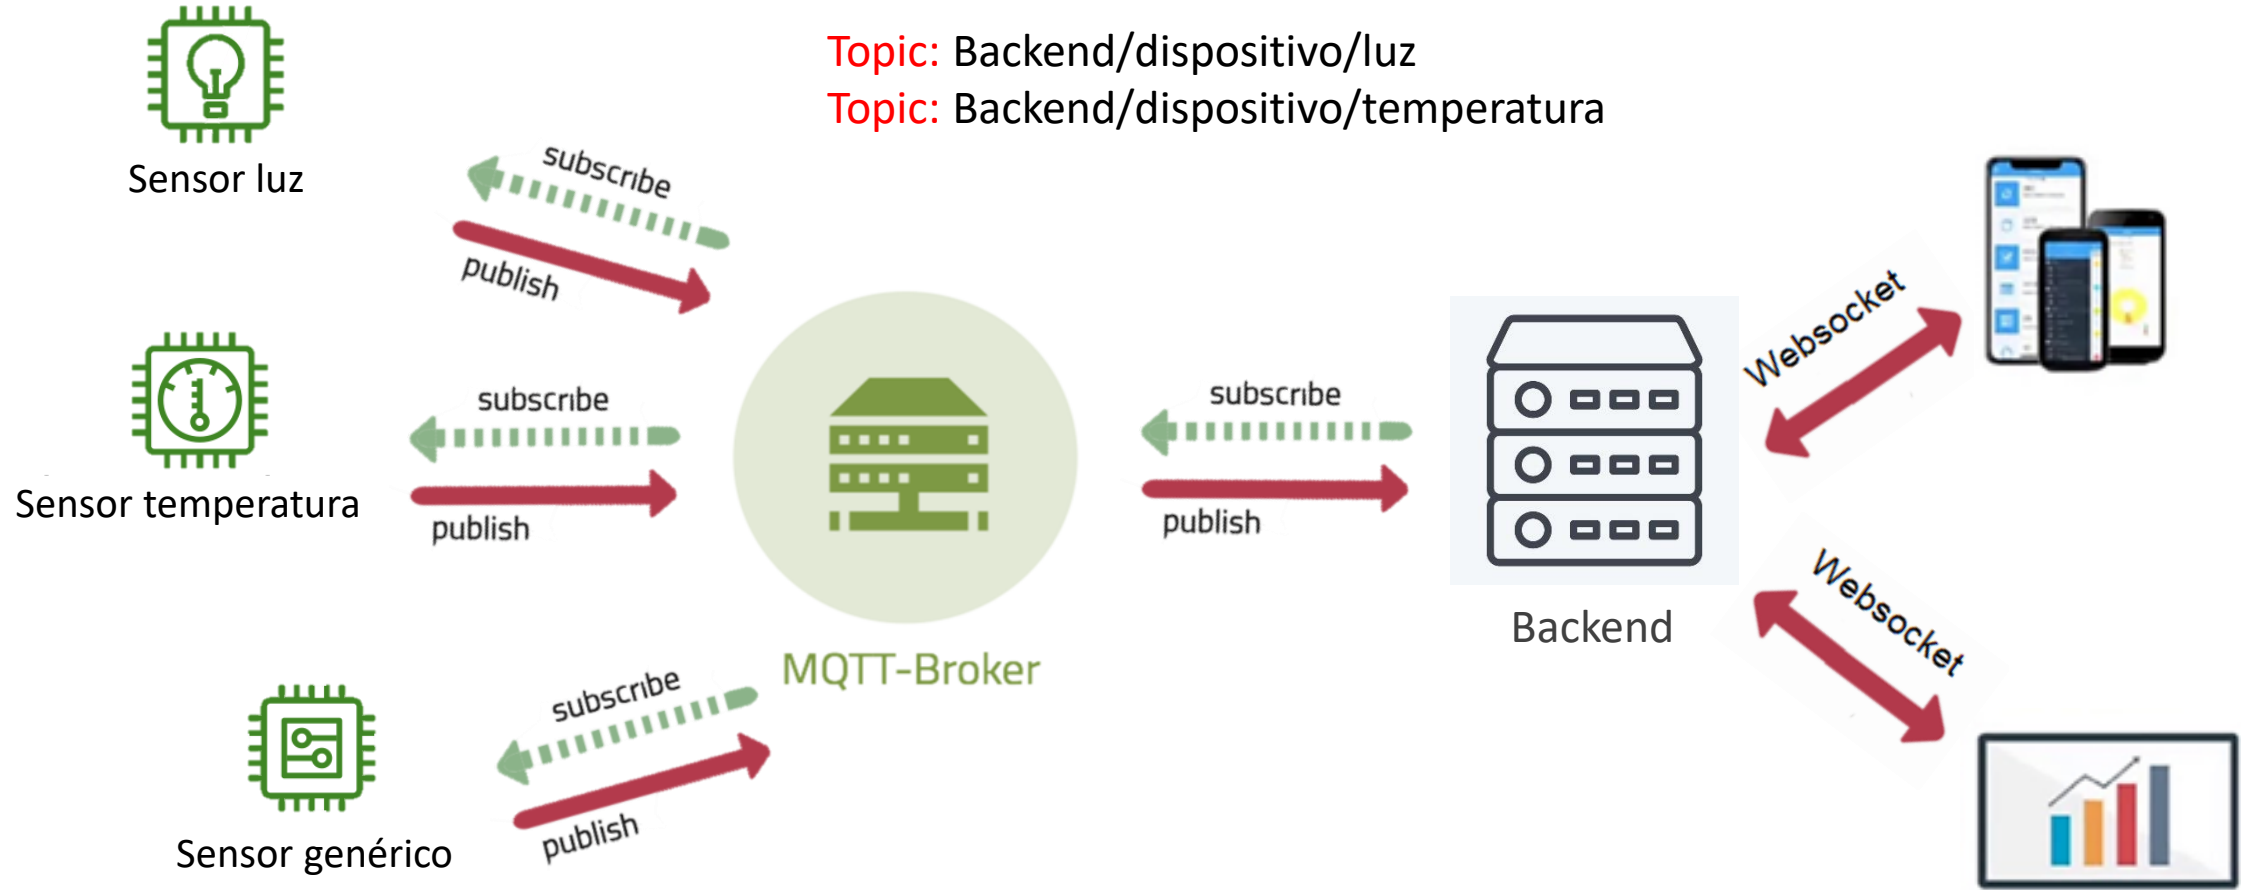 Topic: Backend/dispositivo/luz
Topic: Backend/dispositivo/temperatura
Sensor luz
subscribe
publish
Sensor temperatura
subscribe
publish
Sensor genérico
subscribe
publish
MQTT-Broker
subscribe
publish
Backend
Websocket
Websocket